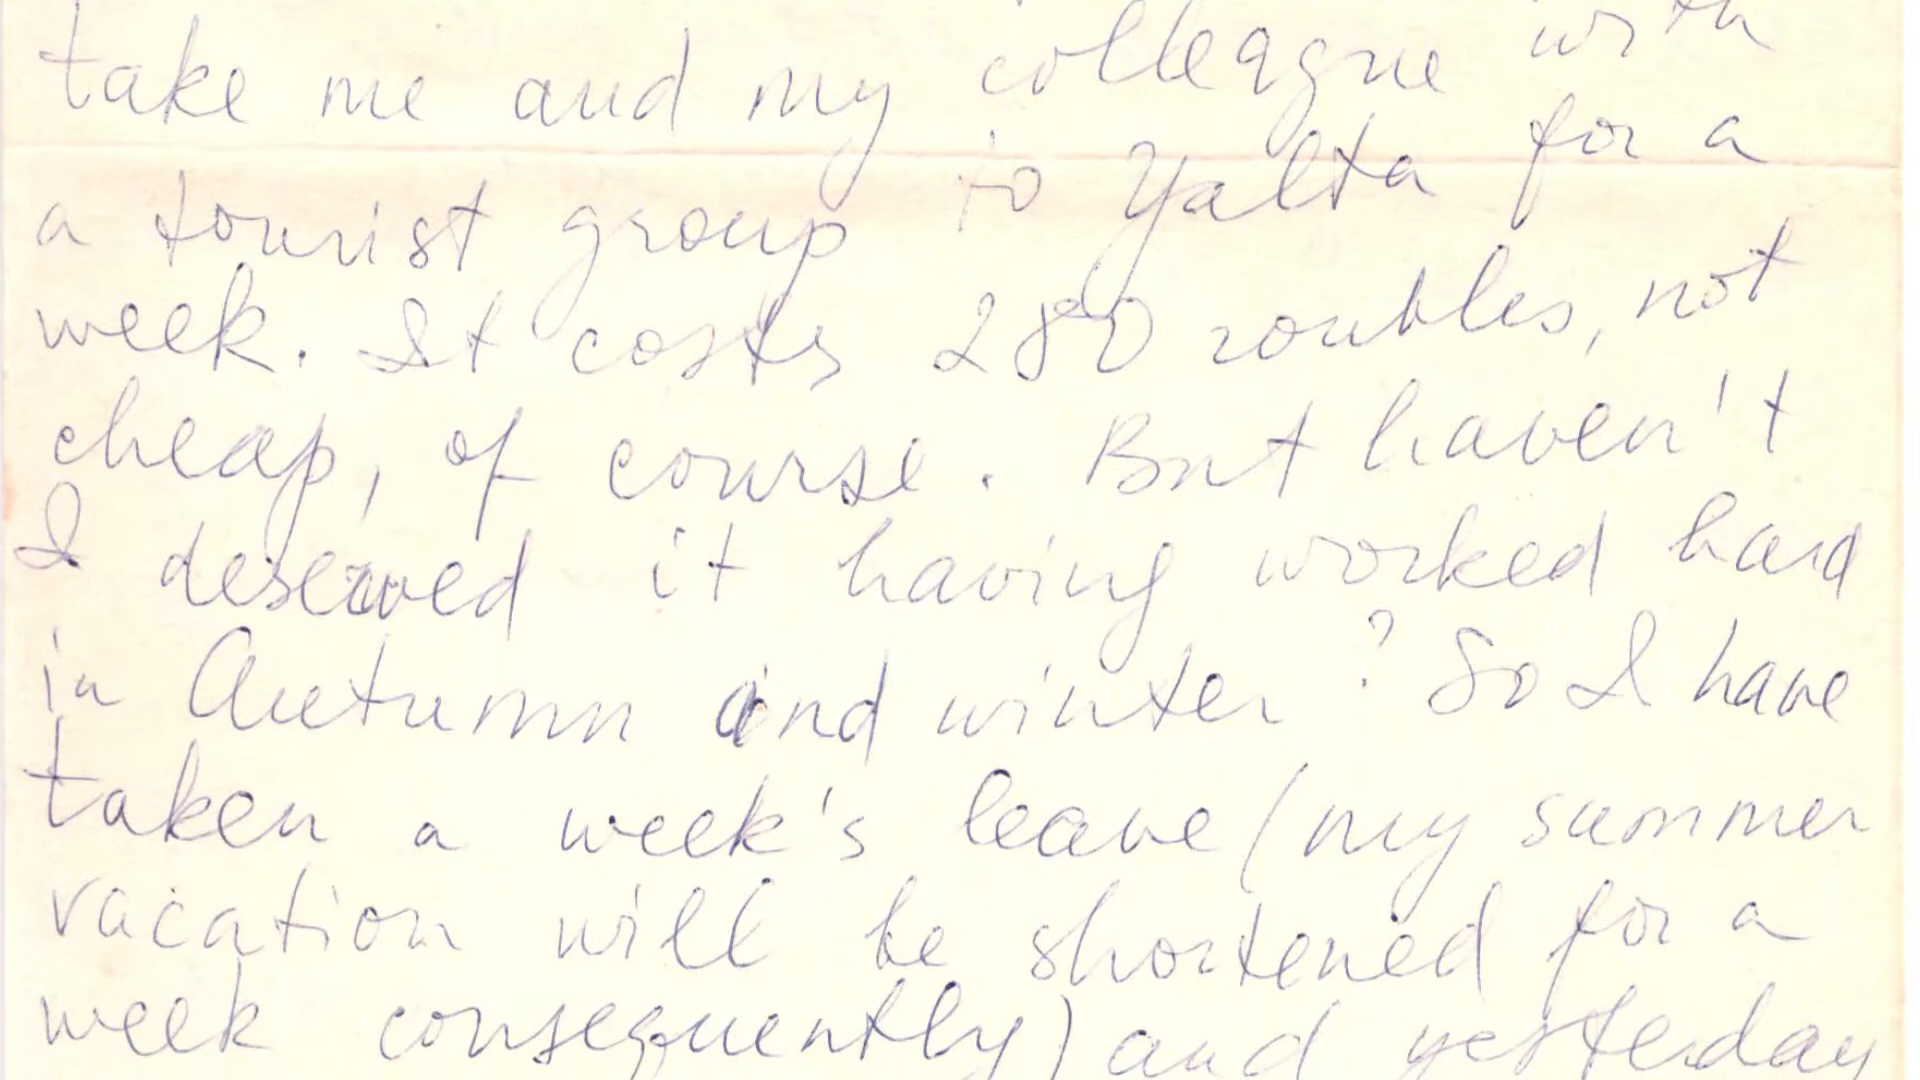 take me and my colleague with
a tourist group to Yalta for a
week. It costs 280 roubles, not
cheap, of course. But haven't
I deserved it having worked hard
in Autumn and winter? So I have
taken a week's leave (my summer
vacation will be shortened for a
week consequently) and yesterday